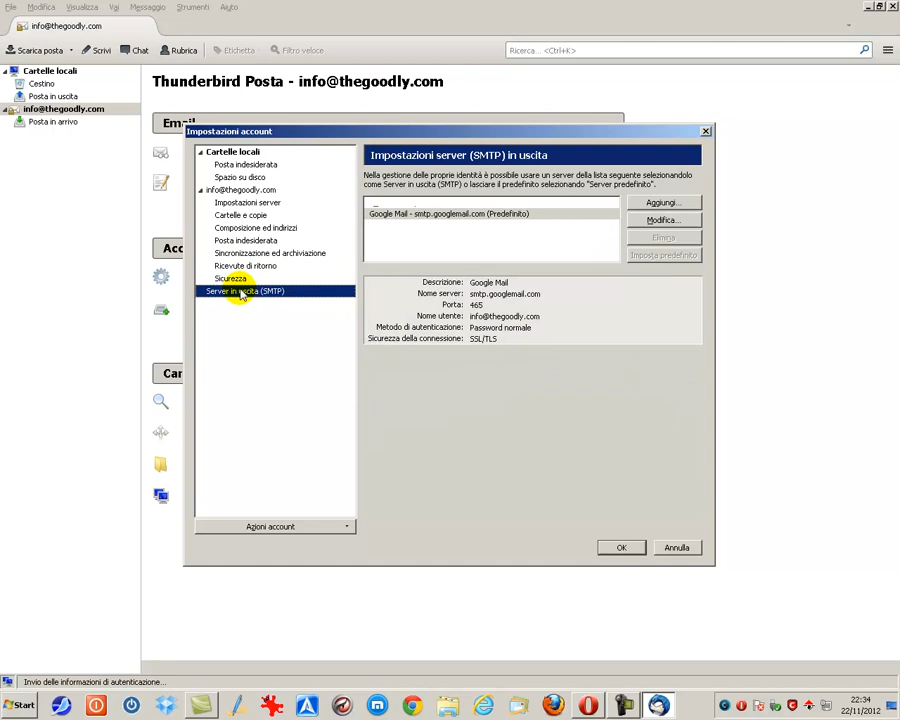 File Modifica Visualizza Vai Messaggio Strumenti Aiuto
info@thegoodly.com
Scarica posta Scrivi Chat Rubrica Etichetta Filtro veloce Ricerca... <Ctrl+K>
Cartelle locali
Cestino
Posta in uscita
info@thegoodly.com
Posta in arrivo
Thunderbird Posta - info@thegoodly.com
Email
Acc
Car
Impostazioni account
Cartelle locali
Posta indesiderata
Spazio su disco
info@thegoodly.com
Impostazioni server
Cartelle e copie
Composizione ed indirizzi
Posta indesiderata
Sincronizzazione ed archiviazione
Ricevute di ritorno
Sicurezza
Server in uscita (SMTP)
Azioni account
Impostazioni server (SMTP) in uscita
Nella gestione delle proprie identità è possibile usare un server della lista seguente selezionandolo
come Server in uscita (SMTP) o lasciare il predefinito selezionando "Server predefinito".
Google Mail - smtp.googlemail.com (Predefinito)
Aggiungi...
Modifica...
Elimina
Imposta predefinito
Descrizione: Google Mail
Nome server: smtp.googlemail.com
Porta: 465
Nome utente: info@thegoodly.com
Metodo di autenticazione: Password normale
Sicurezza della connessione: SSL/TLS
OK Annulla
Invio delle informazioni di autenticazione...
Start
22:34
22/11/2012